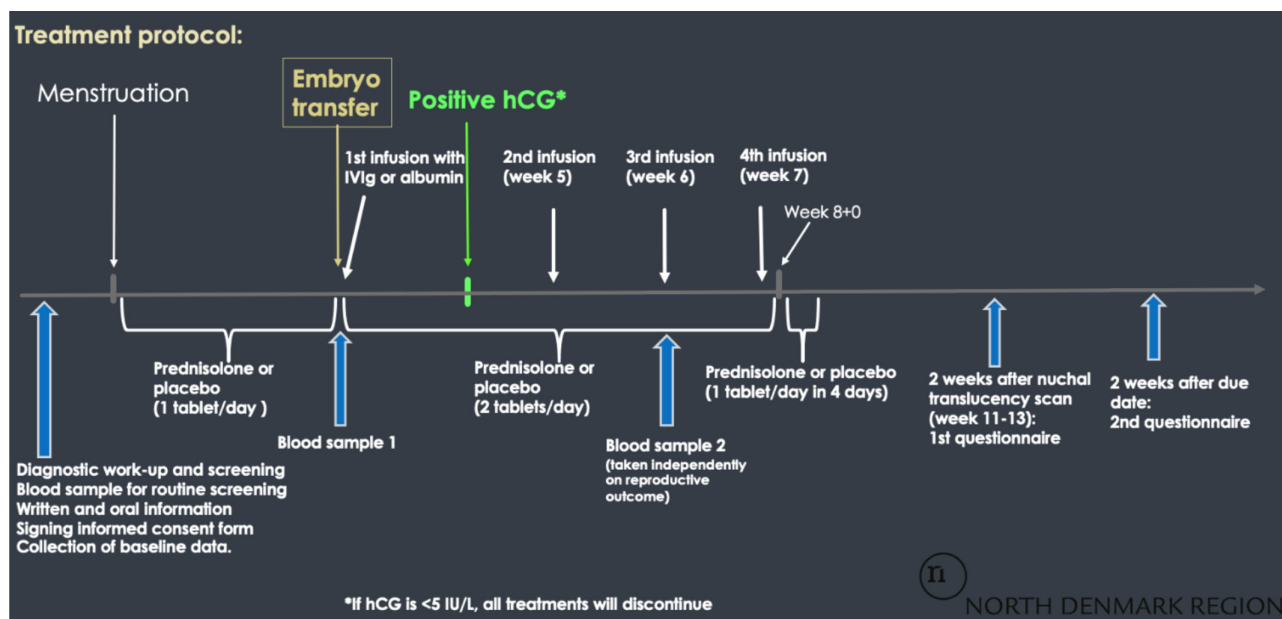 Treatment protocol:
Menstruation
Embryo
transfer
Positive hCG*
1st infusion with
IVIg or albumin
2nd infusion
(week 5)
3rd infusion
(week 6)
4th infusion
(week 7)
Week 8+0
Prednisolone or
placebo
(1 tablet/day )
Prednisolone or
placebo
(2 tablets/day)
Prednisolone or placebo
(1 tablet/day in 4 days)
2 weeks after nuchal
translucency scan
(week 11-13):
1st questionnaire
2 weeks after due
date:
2nd questionnaire
Blood sample 1
Blood sample 2
(taken independently
on reproductive
outcome)
Diagnostic work-up and screening
Blood sample for routine screening
Written and oral information
Signing informed consent form
Collection of baseline data.
*If hCG is <5 IU/L, all treatments will discontinue
n
NORTH DENMARK REGION